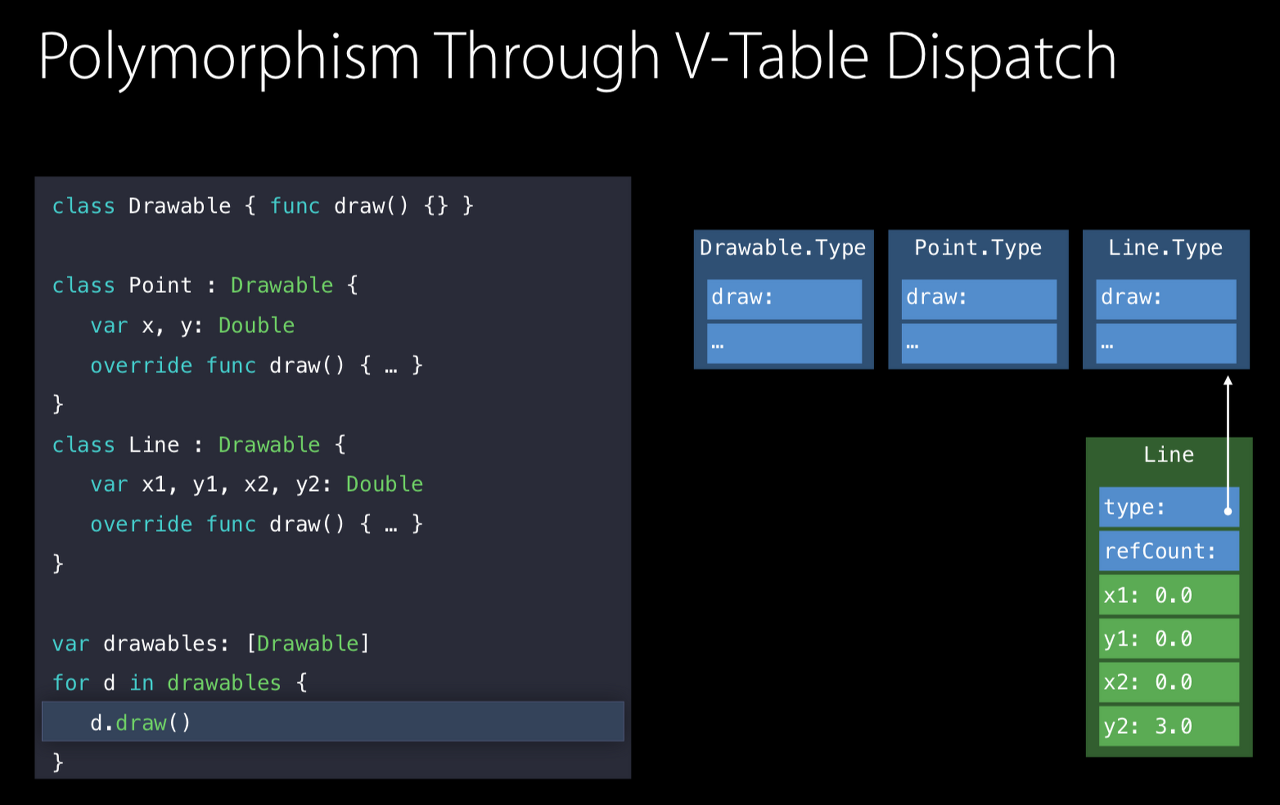 Polymorphism Through V-Table Dispatch
class Drawable { func draw() {} }
class Point : Drawable {
var x, y: Double
override func draw() { … }
}
class Line : Drawable {
var x1, y1, x2, y2: Double
override func draw() { … }
}
var drawables: [Drawable]
for d in drawables {
d.draw()
}
Drawable.Type
draw:
…
Point.Type
draw:
…
Line.Type
draw:
…
Line
type:
refCount:
x1: 0.0
y1: 0.0
x2: 0.0
y2: 3.0